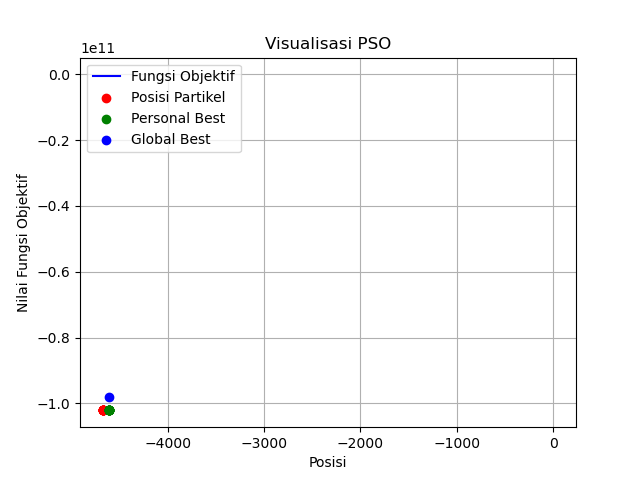 Visualisasi PSO
1e11
Fungsi Objektif
Posisi Partikel
Personal Best
Global Best
0.0
−0.2
−0.4
−0.6
−0.8
−1.0
Nilai Fungsi Objektif
−4000 −3000 −2000 −1000 0
Posisi